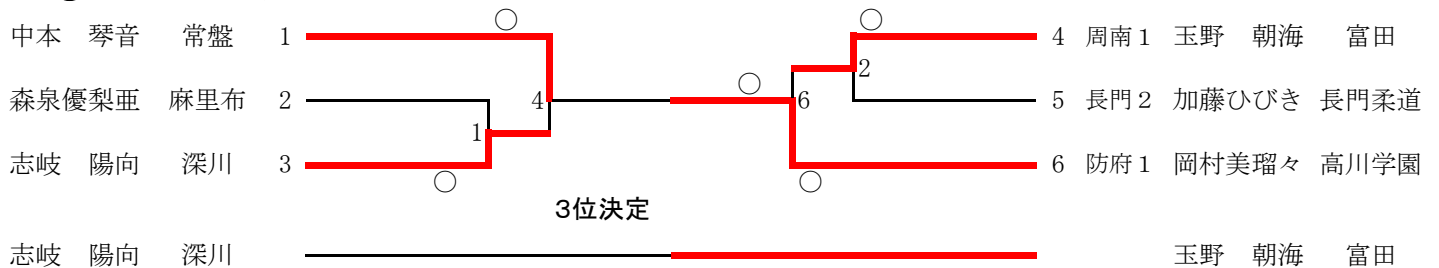 中本 琴音 常盤 1 ○ ○ 4 周南1 玉野 朝海 富田
2
森泉優梨亜 麻里布 2 4 ○ 6 5 長門2 加藤ひびき 長門柔道
1
志岐 陽向 深川 3 ○ ○ 6 防府1 岡村美瑠々 高川学園
3位決定
志岐 陽向 深川 玉野 朝海 富田